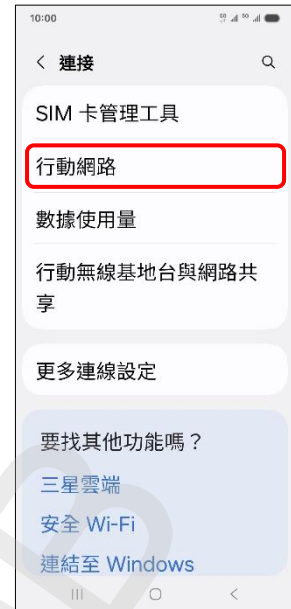 10:00
連接
SIM 卡管理工具
行動網路
數據使用量
行動無線基地台與網路共
享
更多連線設定
要找其他功能嗎？
三星雲端
安全 Wi-Fi
連結至 Windows